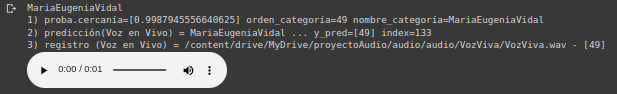 MariaEugeniaVidal
1) proba.cercanía=[0.9987945556640625] orden_categoría=49 nombre_categoría=MariaEugeniaVidal
2) predicción(Voz en Vivo) = MariaEugeniaVidal ... y_pred=[49] index=133
3) registro (Voz en Vivo) = /content/drive/MyDrive/proyectoAudio/audio/audio/VozViva/VozViva.wav - [49]
0:00 / 0:01